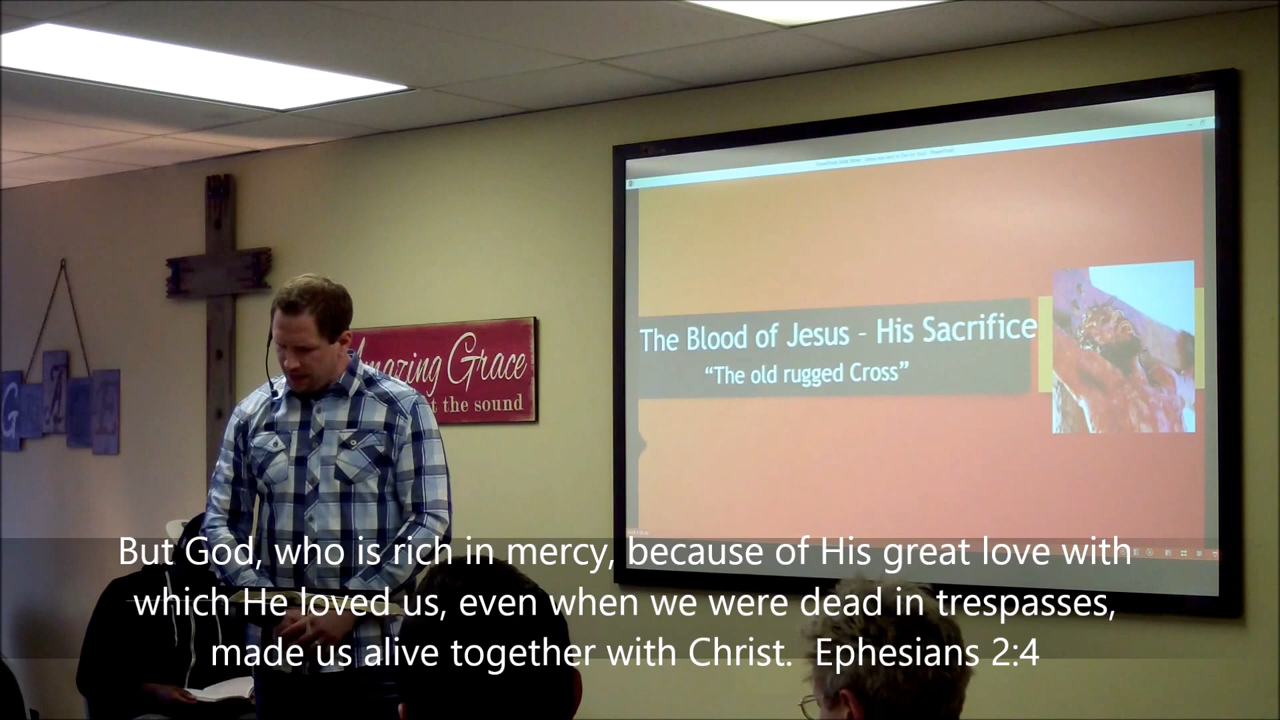 Amazing Grace
t the sound
The Blood of Jesus - His Sacrifice
“The old rugged Cross”
But God, who is rich in mercy, because of His great love with
which He loved us, even when we were dead in trespasses,
made us alive together with Christ. Ephesians 2:4